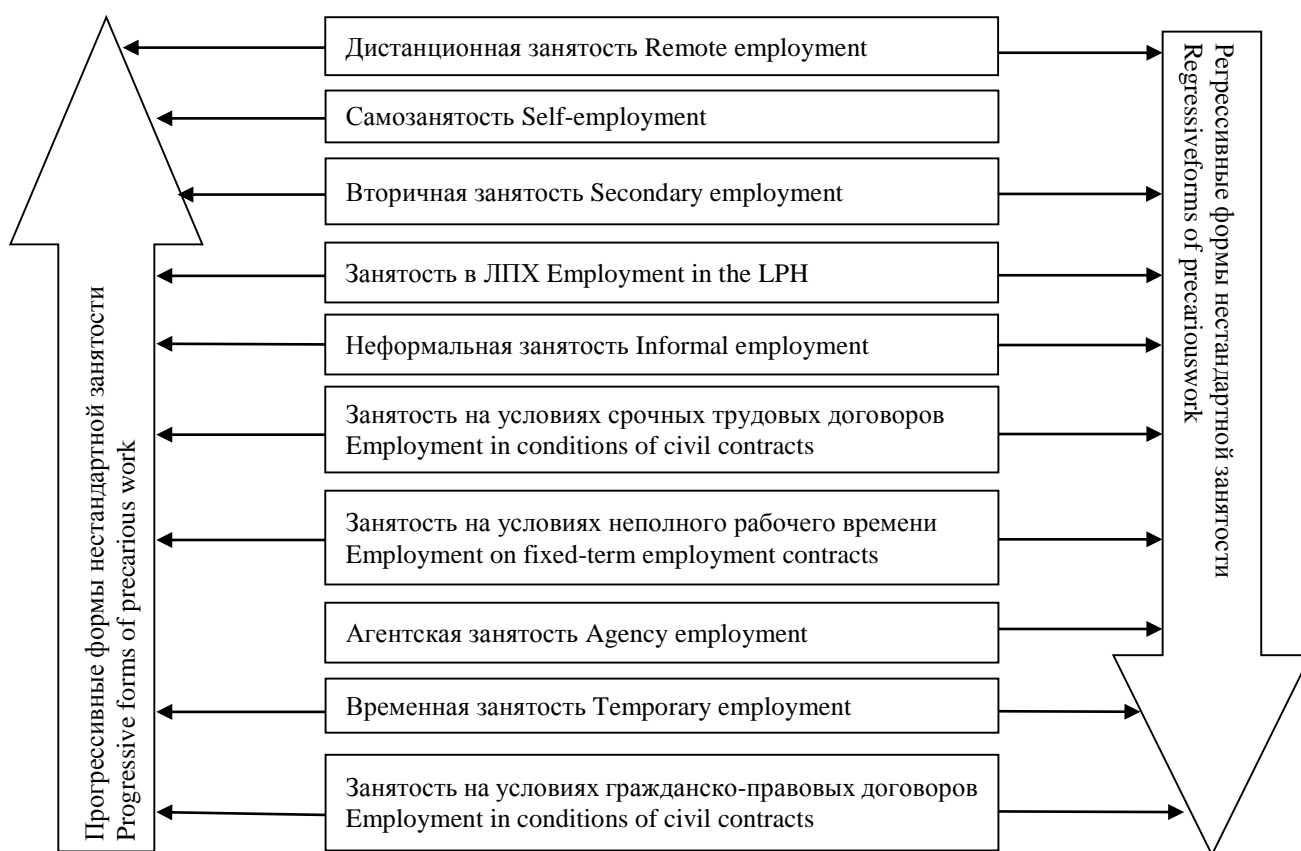 Прогрессивные формы нестандартной занятости
Progressive forms of precarious work
Дистанционная занятость Remote employment
Самозанятость Self-employment
Вторичная занятость Secondary employment
Занятость в ЛПХ Employment in the LPH
Неформальная занятость Informal employment
Занятость на условиях срочных трудовых договоров
Employment in conditions of civil contracts
Занятость на условиях неполного рабочего времени
Employment on fixed-term employment contracts
Агентская занятость Agency employment
Временная занятость Temporary employment
Занятость на условиях гражданско-правовых договоров
Employment in conditions of civil contracts
Регрессивные формы нестандартной занятости
Regressiveforms of precariouswork